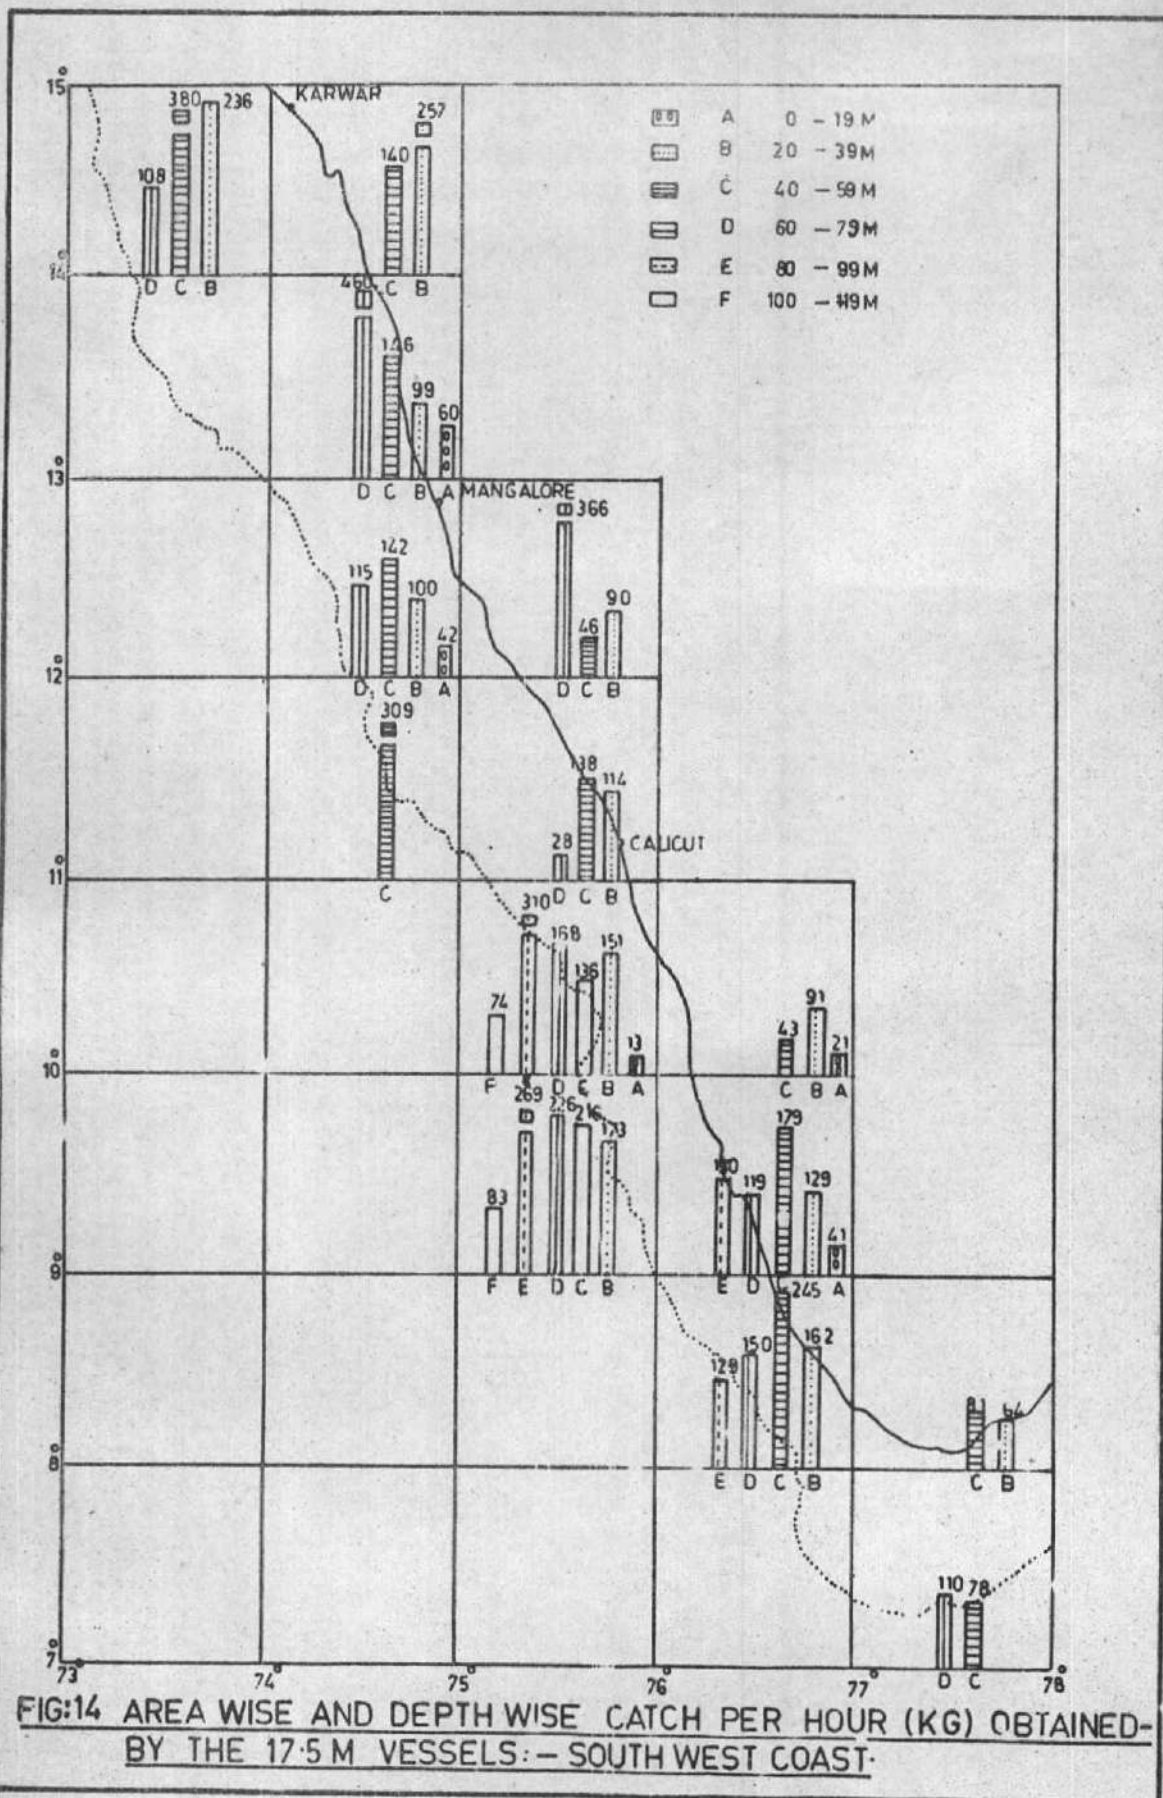 15°
KARWAR
380 236 257
108 140
A 0 - 19 M
B 20 - 39 M
C 40 - 59 M
D 60 - 79 M
E 80 - 99 M
F 100 - 119 M
14°
D C B C B
460
146
99
60
13°
D C B A MANGALORE
366
142
115 100 90
42 46
12°
D C B A D C B
309
138 114
28 CALICUT
11°
C D C B
310
168 151
136
74 91
13 43 21
10°
F E D C B A C B A
269 226 216 173 179
140 119 129
83 41
9°
F E D C B E D A
245
150 162
129
81 64
8°
E D C B C B
110 78
7°
73° 74° 75° 76° 77° D C 78°
FIG:14 AREA WISE AND DEPTH WISE CATCH PER HOUR (KG) OBTAINED-
BY THE 17·5 M VESSELS:- SOUTH WEST COAST·